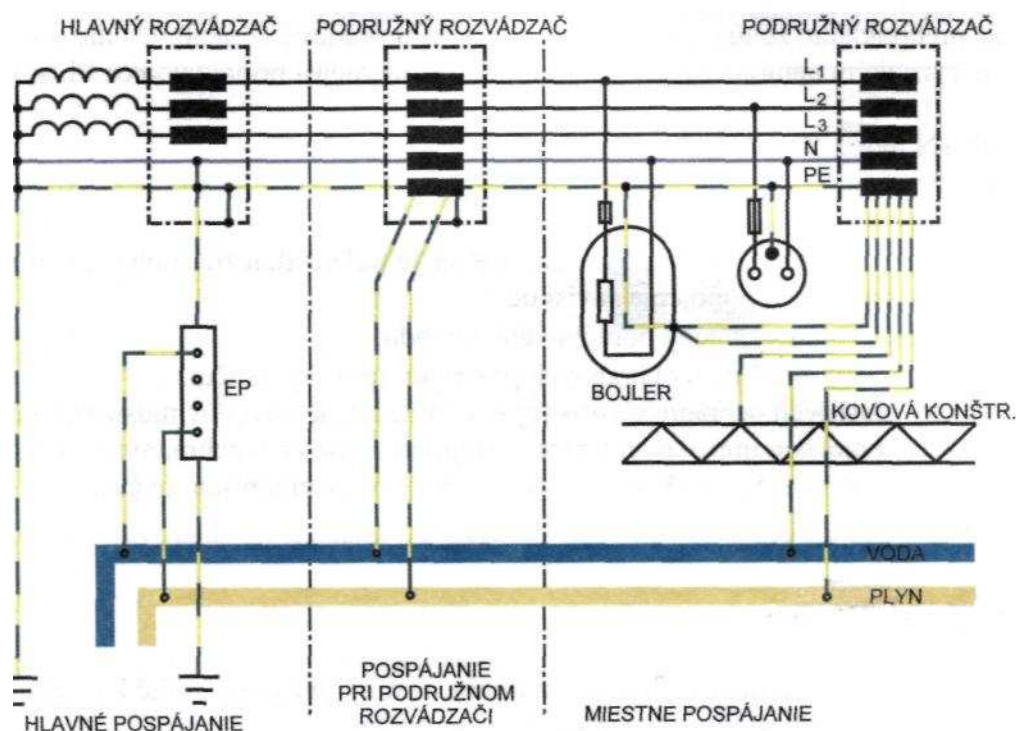 HLAVNÝ ROZVÁDZAČ
PODRUŽNÝ ROZVÁDZAČ
PODRUŽNÝ ROZVÁDZAČ
L1
L2
L3
N
PE
EP
BOJLER
KOVOVÁ KONŠTR.
VODA
PLYN
HLAVNÉ POSPÁJANIE
POSPÁJANIE
PRI PODRUŽNOM
ROZVÁDZAČI
MIESTNE POSPÁJANIE